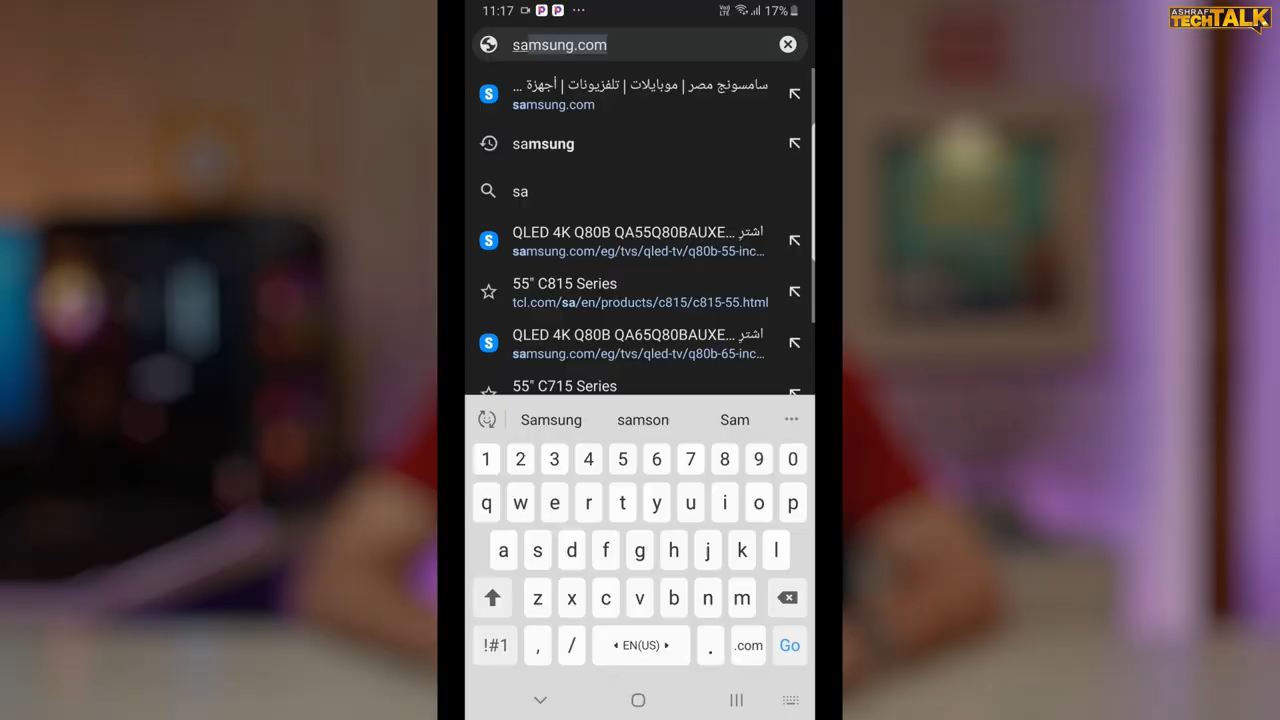 ASHRAF
TECHTALK
11:17
17%
samsung.com
سامسونج مصر | موبايلات | تلفزيونات | أجهزة ...
samsung.com
samsung
sa
QLED 4K Q80B QA55Q80BAUXE... اشترِ
samsung.com/eg/tvs/qled-tv/q80b-55-inc...
55" C815 Series
tcl.com/sa/en/products/c815/c815-55.html
QLED 4K Q80B QA65Q80BAUXE... اشترِ
samsung.com/eg/tvs/qled-tv/q80b-65-inc...
55" C715 Series
Samsung samson Sam
1 2 3 4 5 6 7 8 9 0
q w e r t y u i o p
a s d f g h j k l
z x c v b n m
!#1 , / EN(US) . .com Go